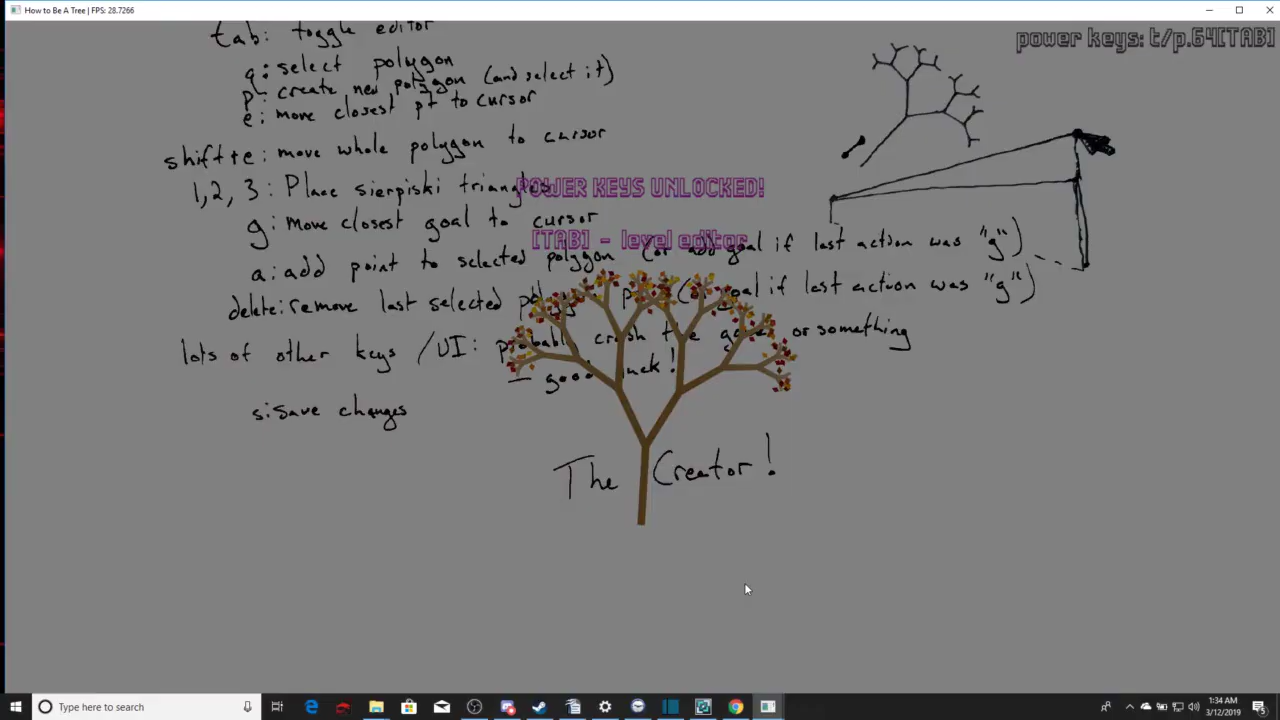 How to Be A Tree | FPS: 28.7266
power keys: t/p.64[TAB]
tab: toggle editor
q: select polygon
p: create new polygon (and select it)
e: move closest pt to cursor
shift+e: move whole polygon to cursor
1,2,3: Place sierpiski triangles
POWER KEYS UNLOCKED!
g: move closest goal to cursor
[TAB] - level editor
a: add point to selected polygon (or add goal if last action was "g")
delete: remove last selected goal if last action was "g")
lots of other keys /UI: probably crash the game or something
– good luck!
s: Save changes
The Creator!
Type here to search
1:34 AM
3/12/2019
5